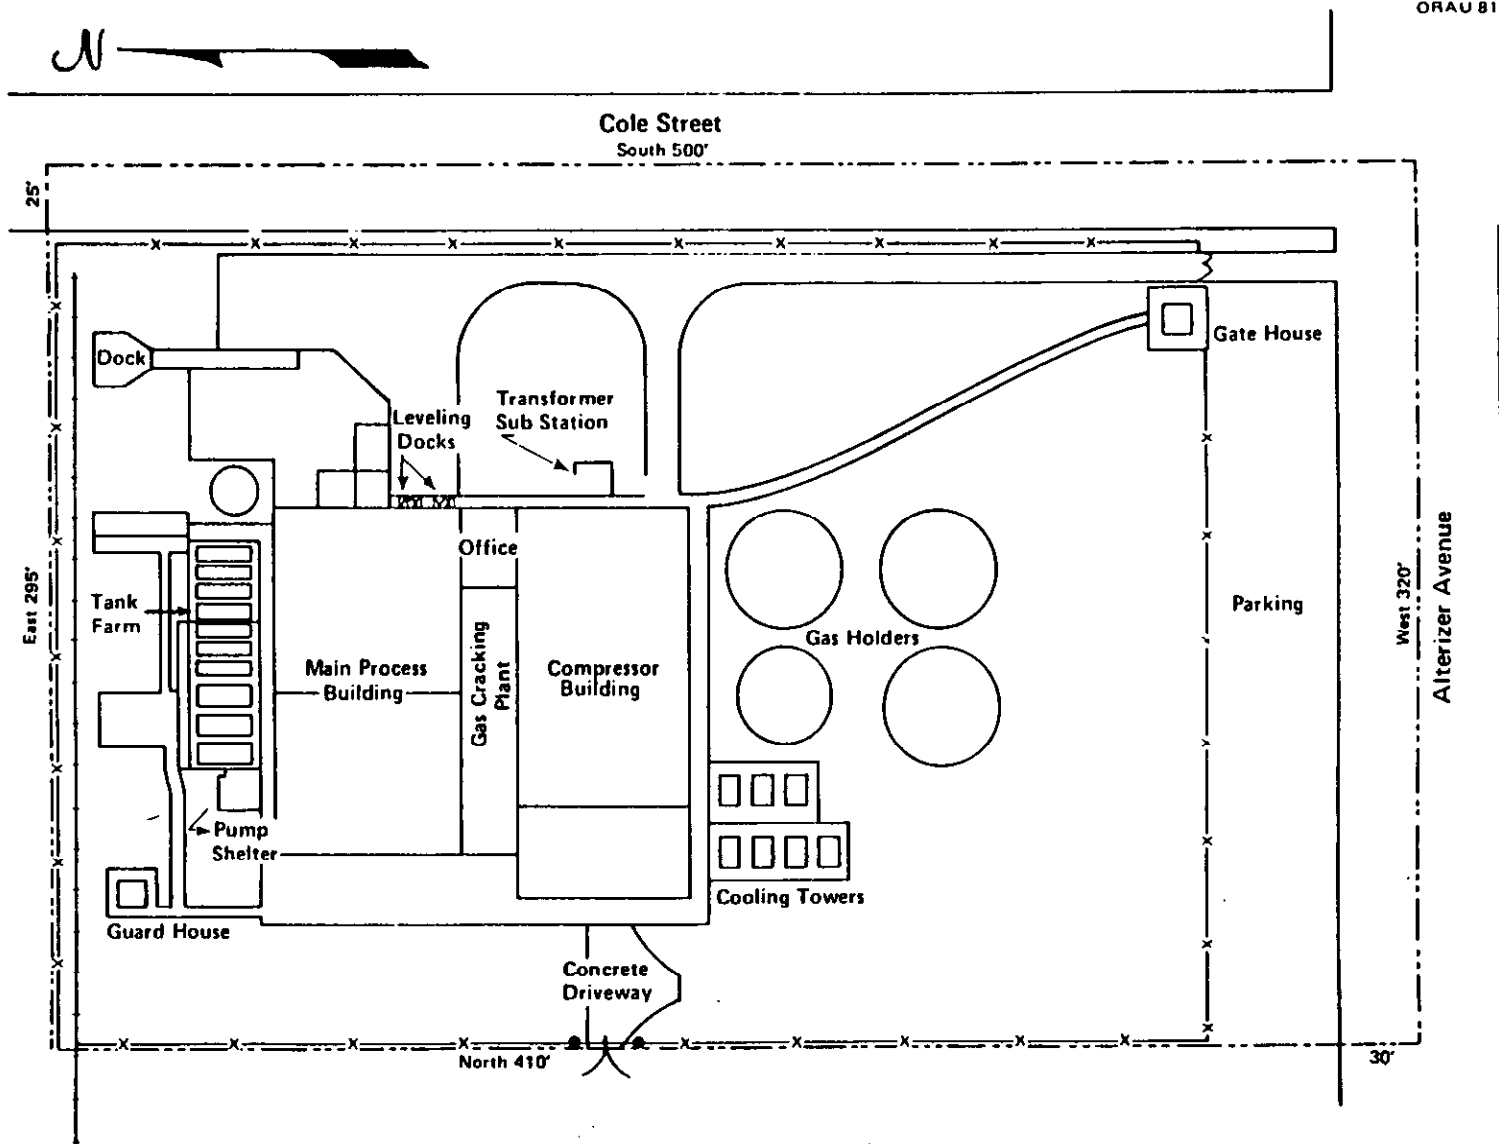 ORAU 81
N
Cole Street
South 500'
25'
Dock
Gate House
Leveling
Docks
Transformer
Sub Station
Office
Tank
Farm
East 295'
Main Process
Building
Gas Cracking
Plant
Compressor
Building
Gas Holders
Parking
West 320'
Alterizer Avenue
Pump
Shelter
Cooling Towers
Guard House
Concrete
Driveway
North 410'
30'